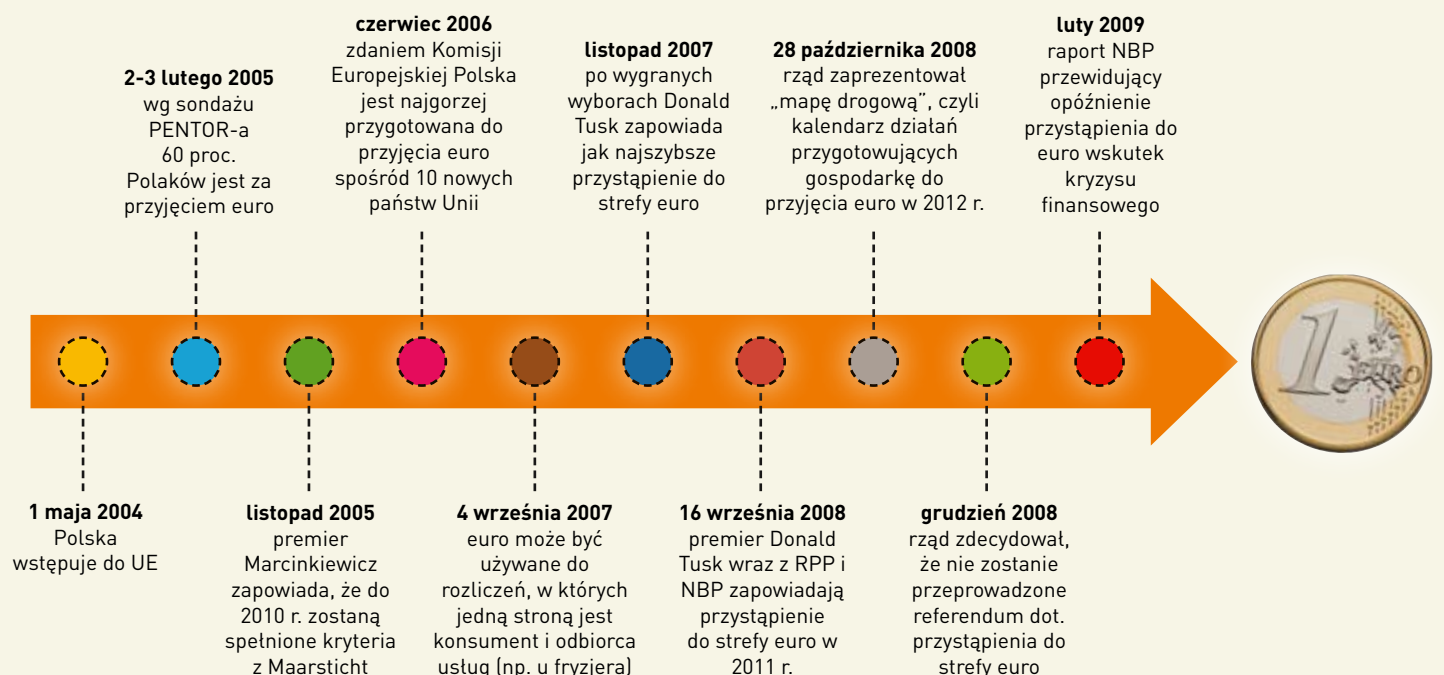 1 maja 2004
Polska
wstępuje do UE
2-3 lutego 2005
wg sondażu
PENTOR-a
60 proc.
Polaków jest za
przyjęciem euro
listopad 2005
premier
Marcinkiewicz
zapowiada, że do
2010 r. zostaną
spełnione kryteria
z Maarsticht
czerwiec 2006
zdaniem Komisji
Europejskiej Polska
jest najgorzej
przygotowana do
przyjęcia euro
spośród 10 nowych
państw Unii
4 września 2007
euro może być
używane do
rozliczeń, w których
jedną stroną jest
konsument i odbiorca
usług (np. u fryzjera)
listopad 2007
po wygranych
wyborach Donald
Tusk zapowiada
jak najszybsze
przystąpienie do
strefy euro
16 września 2008
premier Donald
Tusk wraz z RPP i
NBP zapowiadają
przystąpienie
do strefy euro w
2011 r.
28 października 2008
rząd zaprezentował
„mapę drogową”, czyli
kalendarz działań
przygotowujących
gospodarkę do
przyjęcia euro w 2012 r.
grudzień 2008
rząd zdecydował,
że nie zostanie
przeprowadzone
referendum dot.
przystąpienia do
strefy euro
luty 2009
raport NBP
przewidujący
opóźnienie
przystąpienia do
euro wskutek
kryzysu
finansowego
1 EURO